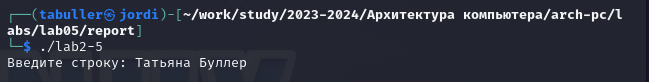 ┌──(tabuller㉿jordi)-[~/work/study/2023-2024/Архитектура компьютера/arch-pc/l
abs/lab05/report]
└─$ ./lab2-5
Введите строку: Татьяна Буллер